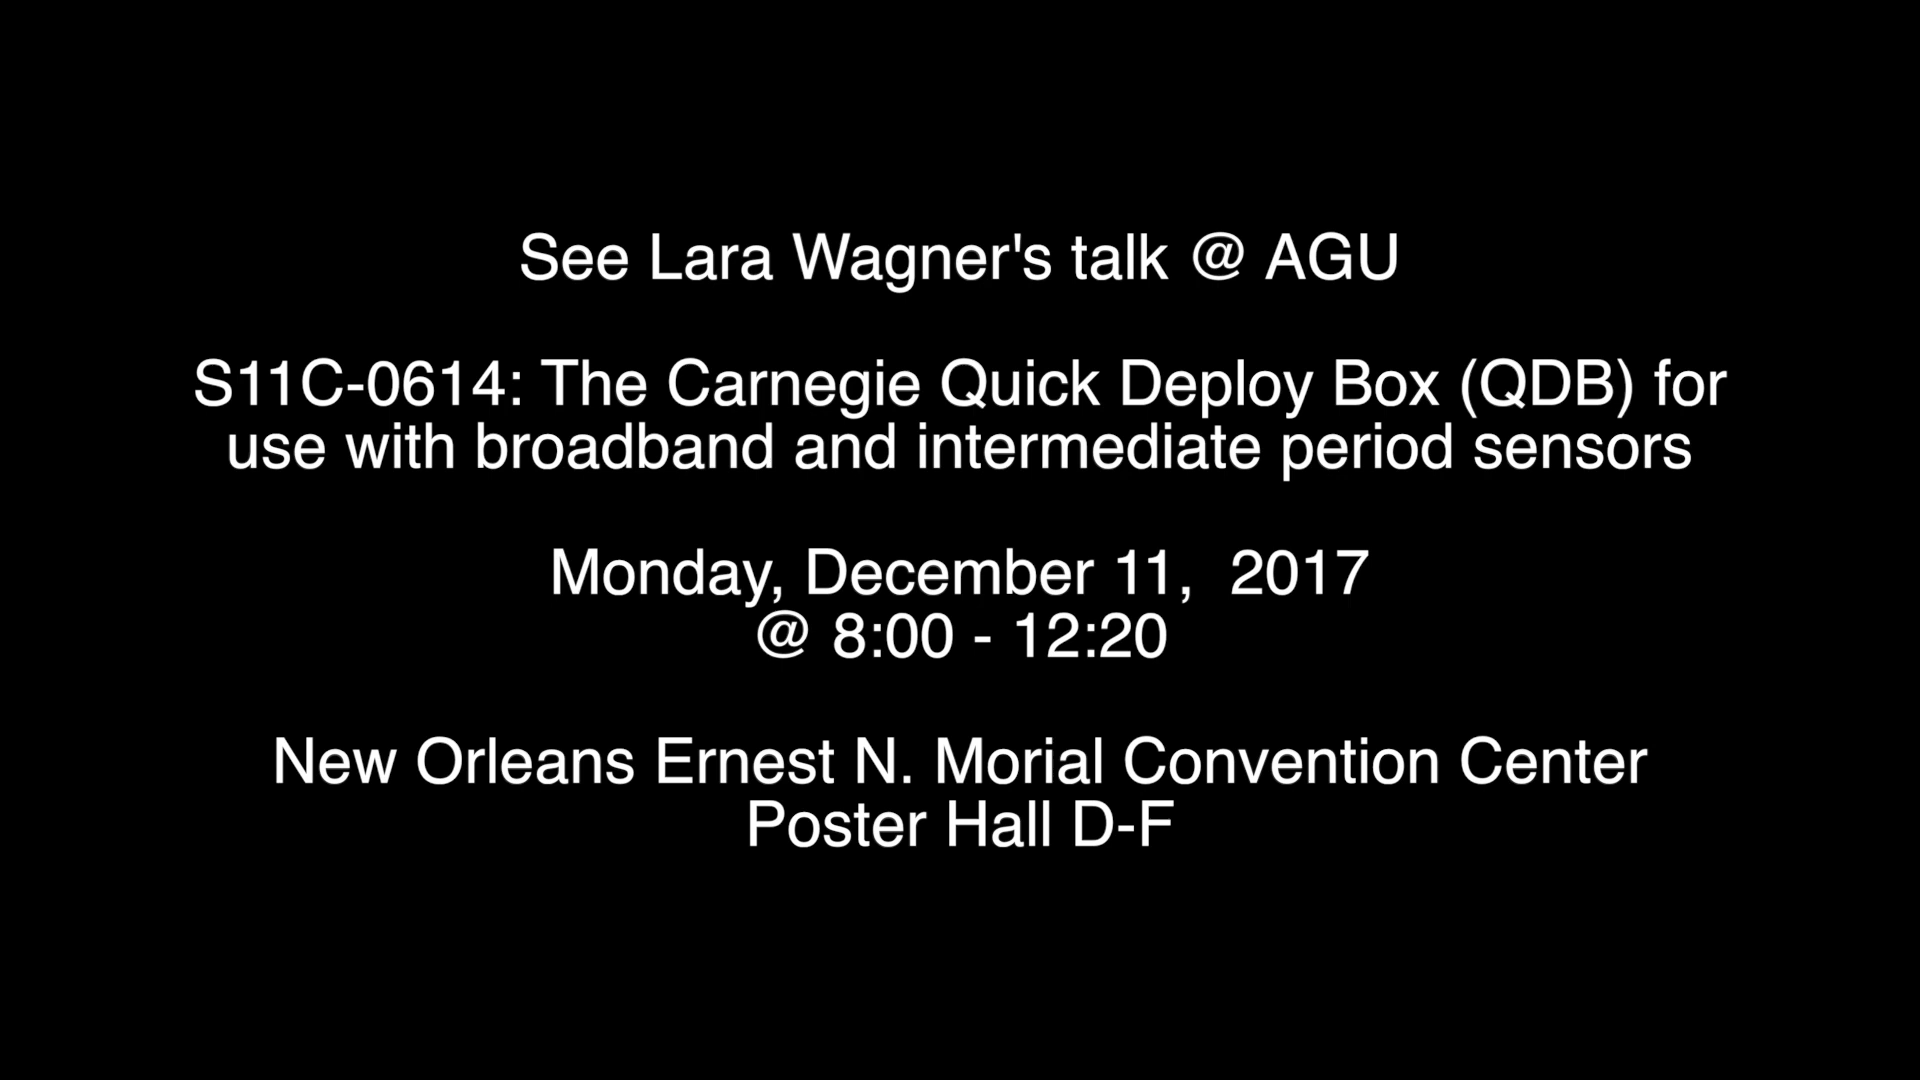 See Lara Wagner's talk @ AGU
S11C-0614: The Carnegie Quick Deploy Box (QDB) for
use with broadband and intermediate period sensors
Monday, December 11,  2017
@ 8:00 - 12:20
New Orleans Ernest N. Morial Convention Center
Poster Hall D-F